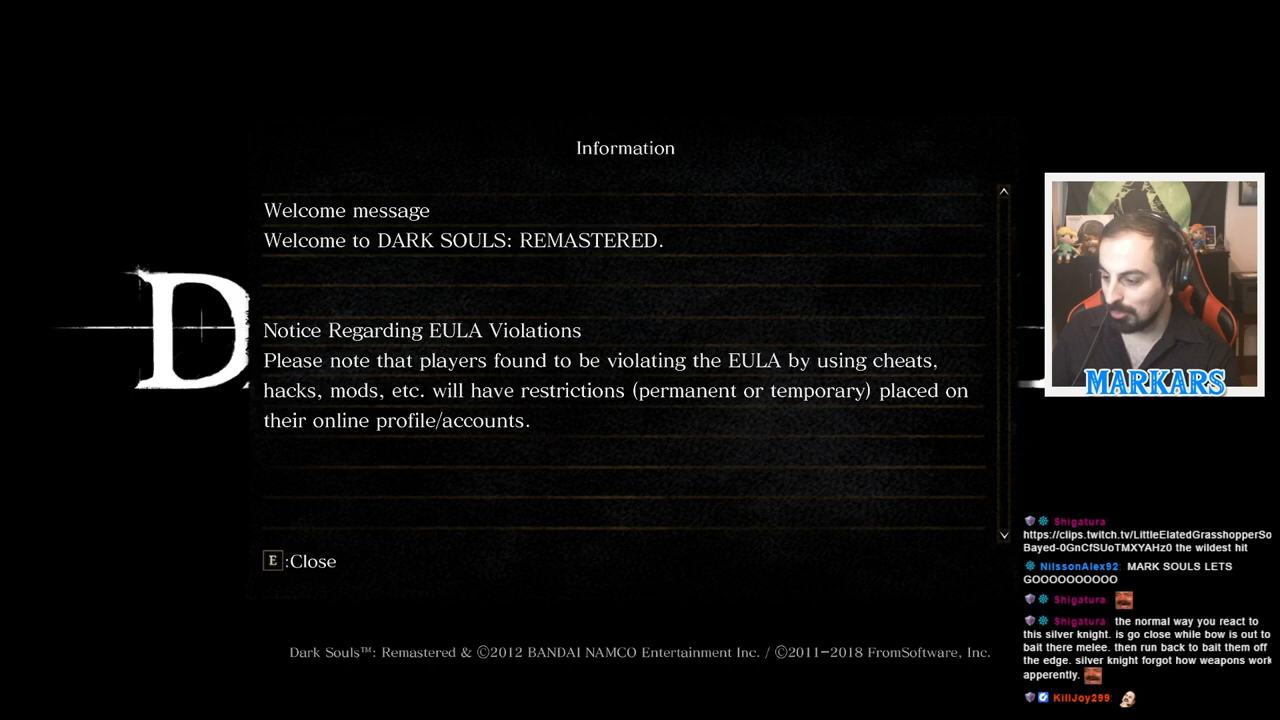 Information
Welcome message
Welcome to DARK SOULS: REMASTERED.
Notice Regarding EULA Violations
Please note that players found to be violating the EULA by using cheats,
hacks, mods, etc. will have restrictions (permanent or temporary) placed on
their online profile/accounts.
E:Close
D
Dark Souls™: Remastered & ©2012 BANDAI NAMCO Entertainment Inc. / ©2011-2018 FromSoftware, Inc.
MARKARS
Shigatura:
https://clips.twitch.tv/LittleElatedGrasshopperSo
Bayed-0GnCfSUoTMXYAHz0 the wildest hit
NilssonAlex92: MARK SOULS LETS
GOOOOOOOOOO
Shigatura:
Shigatura: the normal way you react to
this silver knight. is go close while bow is out to
bait there melee. then run back to bait them off
the edge. silver knight forgot how weapons work
apperently.
KillJoy299: